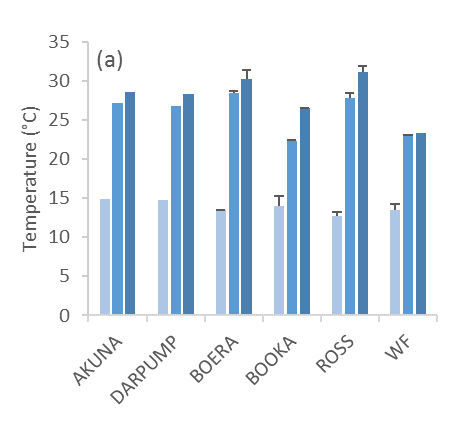 (a)
Temperature (°C)
35
30
25
20
15
10
5
0
AKUNA
DARPUMP
BOERA
BOOKA
ROSS
WF